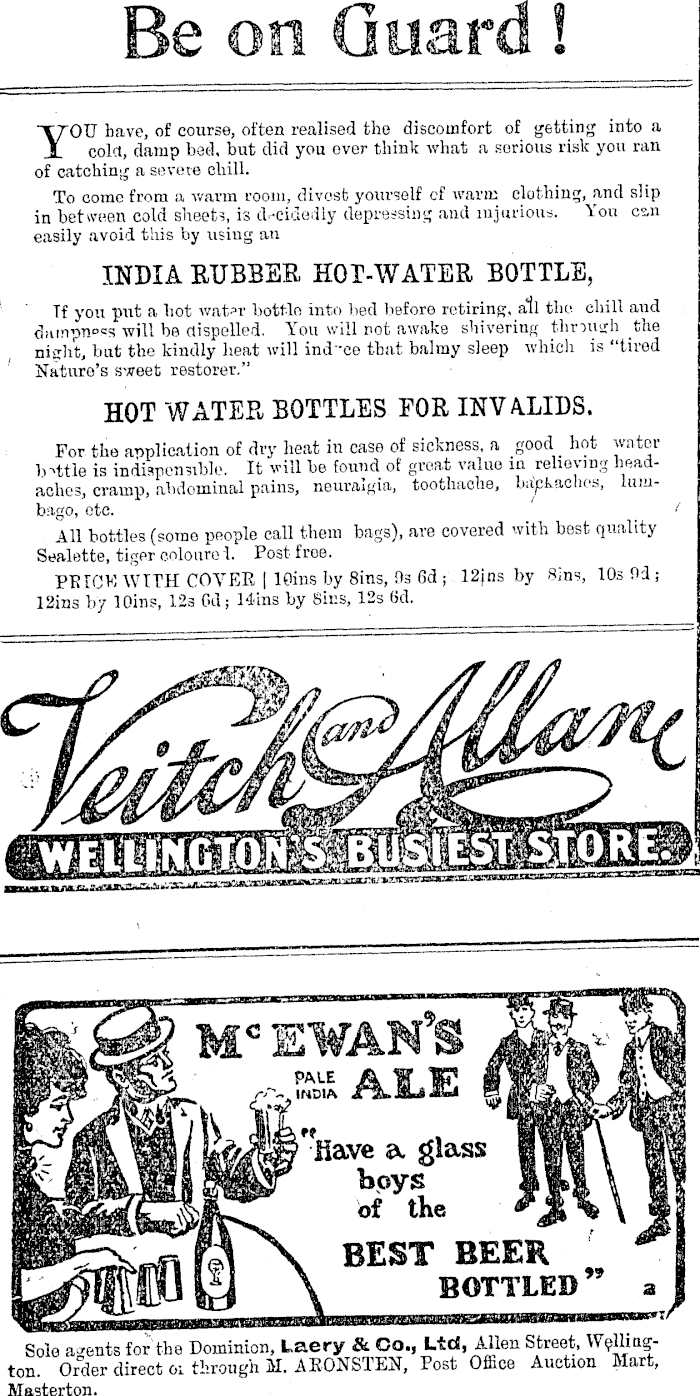 Be on Guard!
YOU have, of course, often realised the discomfort of getting into a
cold, damp bed, but did you ever think what a serious risk you ran
of catching a severe chill.
To come from a warm room, divest yourself of warm clothing, and slip
in between cold sheets, is decidedly depressing and injurious. You can
easily avoid this by using an
INDIA RUBBER HOT-WATER BOTTLE,
If you put a hot water bottle into bed before retiring, all the chill and
dampness will be dispelled. You will not awake shivering through the
night, but the kindly heat will induce that balmy sleep which is "tired
Nature's sweet restorer."
HOT WATER BOTTLES FOR INVALIDS.
For the application of dry heat in case of sickness, a good hot water
bottle is indispensible. It will be found of great value in relieving head-
aches, cramp, abdominal pains, neuralgia, toothache, backaches, lum-
bago, etc.
All bottles (some people call them bags), are covered with best quality
Sealette, tiger coloured. Post free.
PRICE WITH COVER | 10ins by 8ins, 9s 6d; 12ins by 8ins, 10s 9d;
12ins by 10ins, 12s 6d; 14ins by 8ins, 12s 6d.
Veitch and Allan
WELLINGTON'S BUSIEST STORE.
McEWAN'S
PALE INDIA ALE
"Have a glass
boys
of the
BEST BEER
BOTTLED" a
Sole agents for the Dominion, Laery & Co., Ltd, Allen Street, Welling-
ton. Order direct or through M. ARONSTEN, Post Office Auction Mart,
Masterton.